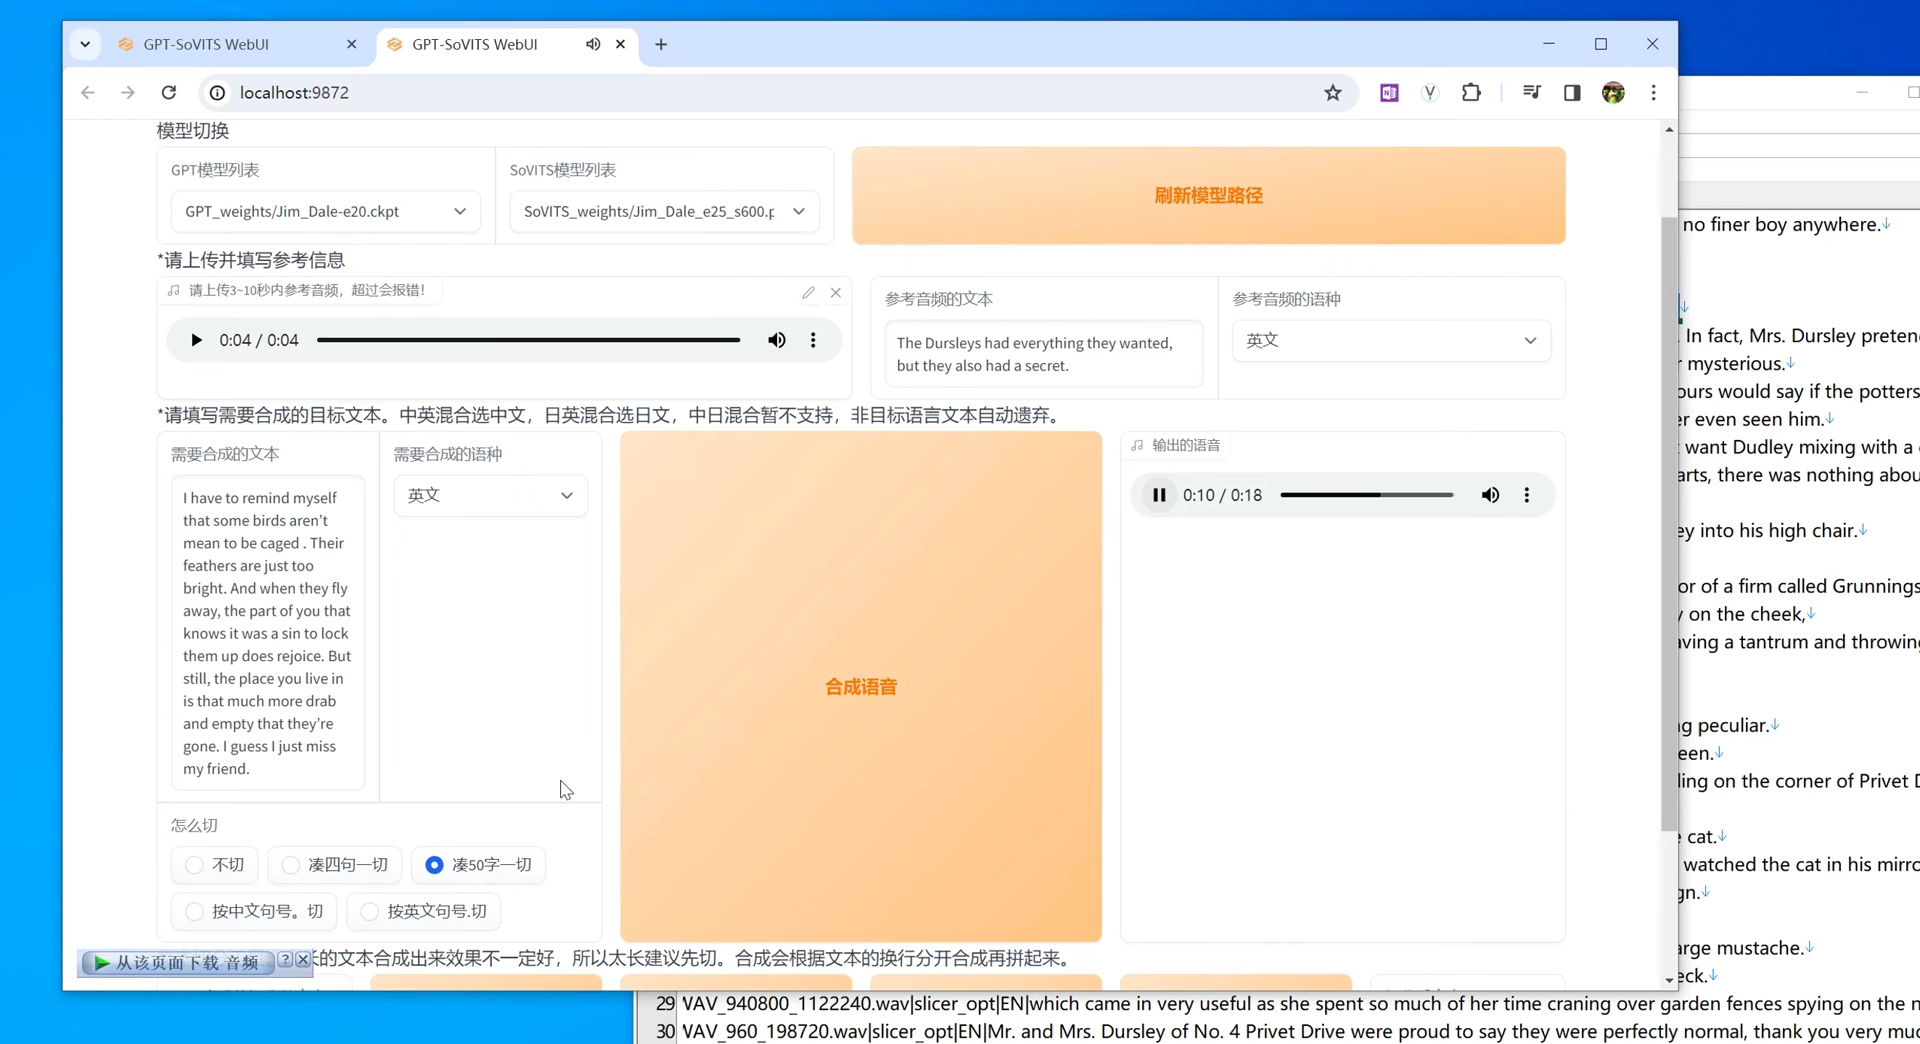 GPT-SoVITS WebUI
GPT-SoVITS WebUI
localhost:9872
模型切换
GPT模型列表
SoVITS模型列表
GPT_weights/Jim_Dale-e20.ckpt
SoVITS_weights/Jim_Dale_e25_s600.p
刷新模型路径
*请上传并填写参考信息
请上传3~10秒内参考音频，超过会报错！
参考音频的文本
参考音频的语种
0:04 / 0:04
The Dursleys had everything they wanted,
but they also had a secret.
英文
*请填写需要合成的目标文本。中英混合选中文，日英混合选日文，中日混合暂不支持，非目标语言文本自动遗弃。
需要合成的文本
需要合成的语种
输出的语音
I have to remind myself
that some birds aren’t
mean to be caged . Their
feathers are just too
bright. And when they fly
away, the part of you that
knows it was a sin to lock
them up does rejoice. But
still, the place you live in
is that much more drab
and empty that they’re
gone. I guess I just miss
my friend.
英文
合成语音
0:10 / 0:18
怎么切
不切
凑四句一切
凑50字一切
按中文句号。切
按英文句号.切
从该页面下载 音频
长的文本合成出来效果不一定好，所以太长建议先切。合成会根据文本的换行分开合成再拼起来。
no finer boy anywhere.↓
↓
In fact, Mrs. Dursley preten
mysterious.↓
ours would say if the potters
er even seen him.↓
want Dudley mixing with a
arts, there was nothing abou
ey into his high chair.↓
or of a firm called Grunnings
y on the cheek,↓
aving a tantrum and throwing
ng peculiar.↓
een.↓
ling on the corner of Privet D
cat.↓
watched the cat in his mirro
gn.↓
arge mustache.↓
eck.↓
29 WAV_940800_1122240.wav|slicer_opt|EN|which came in very useful as she spent so much of her time craning over garden fences spying on the n
30 WAV_960_198720.wav|slicer_opt|EN|Mr. and Mrs. Dursley of No. 4 Privet Drive were proud to say they were perfectly normal, thank you very muc